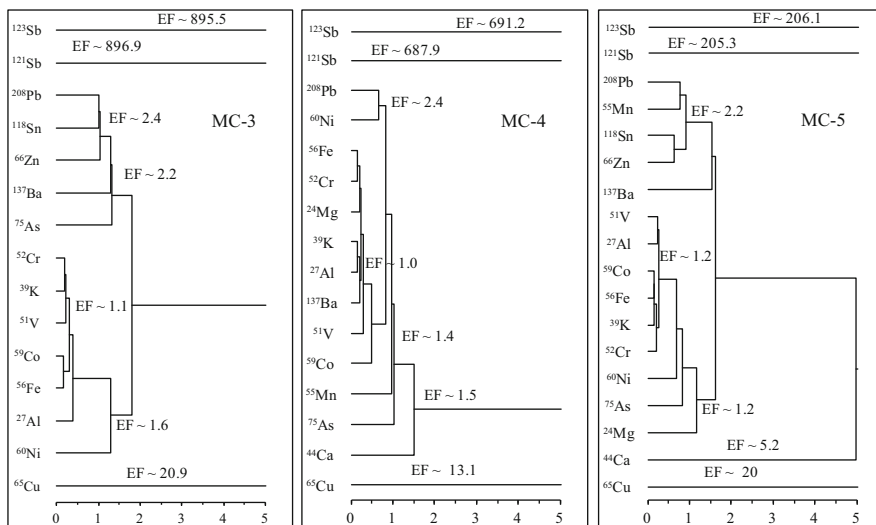 ¹²³Sb
EF ~ 895.5
EF ~ 896.9
¹²¹Sb
²⁰⁸Pb
EF ~ 2.4
MC-3
¹¹⁸Sn
⁶⁶Zn
EF ~ 2.2
¹³⁷Ba
⁷⁵As
⁵²Cr
³⁹K
EF ~ 1.1
⁵¹V
⁵⁹Co
⁵⁶Fe
²⁷Al
EF ~ 1.6
⁶⁰Ni
EF ~ 20.9
⁶⁵Cu
0 1 2 3 4 5
¹²³Sb
EF ~ 691.2
EF ~ 687.9
¹²¹Sb
²⁰⁸Pb
EF ~ 2.4
MC-4
⁶⁰Ni
⁵⁶Fe
⁵²Cr
²⁴Mg
³⁹K
EF ~ 1.0
²⁷Al
¹³⁷Ba
⁵¹V
EF ~ 1.4
⁵⁹Co
⁵⁵Mn
EF ~ 1.5
⁷⁵As
⁴⁴Ca
EF ~ 13.1
⁶⁵Cu
0 1 2 3 4 5
EF ~ 206.1
¹²³Sb
EF ~ 205.3
¹²¹Sb
²⁰⁸Pb
EF ~ 2.2
⁵⁵Mn
MC-5
¹¹⁸Sn
⁶⁶Zn
¹³⁷Ba
⁵¹V
²⁷Al
EF ~ 1.2
⁵⁹Co
⁵⁶Fe
³⁹K
⁵²Cr
⁶⁰Ni
⁷⁵As
EF ~ 1.2
²⁴Mg
EF ~ 5.2
⁴⁴Ca
EF ~ 20
⁶⁵Cu
0 1 2 3 4 5